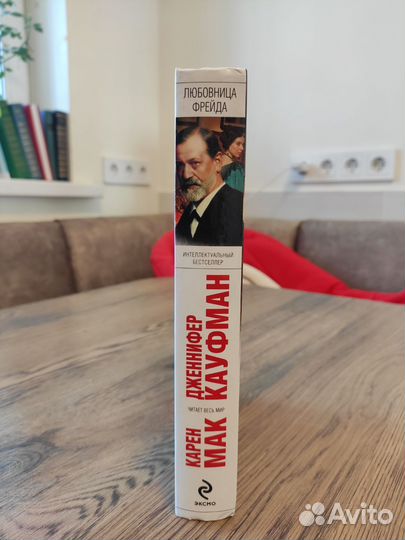 ЛЮБОВНИЦА
ФРЕЙДА
ИНТЕЛЛЕКТУАЛЬНЫЙ
БЕСТСЕЛЛЕР
КАРЕН ДЖЕННИФЕР
МАК КАУФМАН
ЧИТАЕТ ВЕСЬ МИР
ЭКСМО
Avito